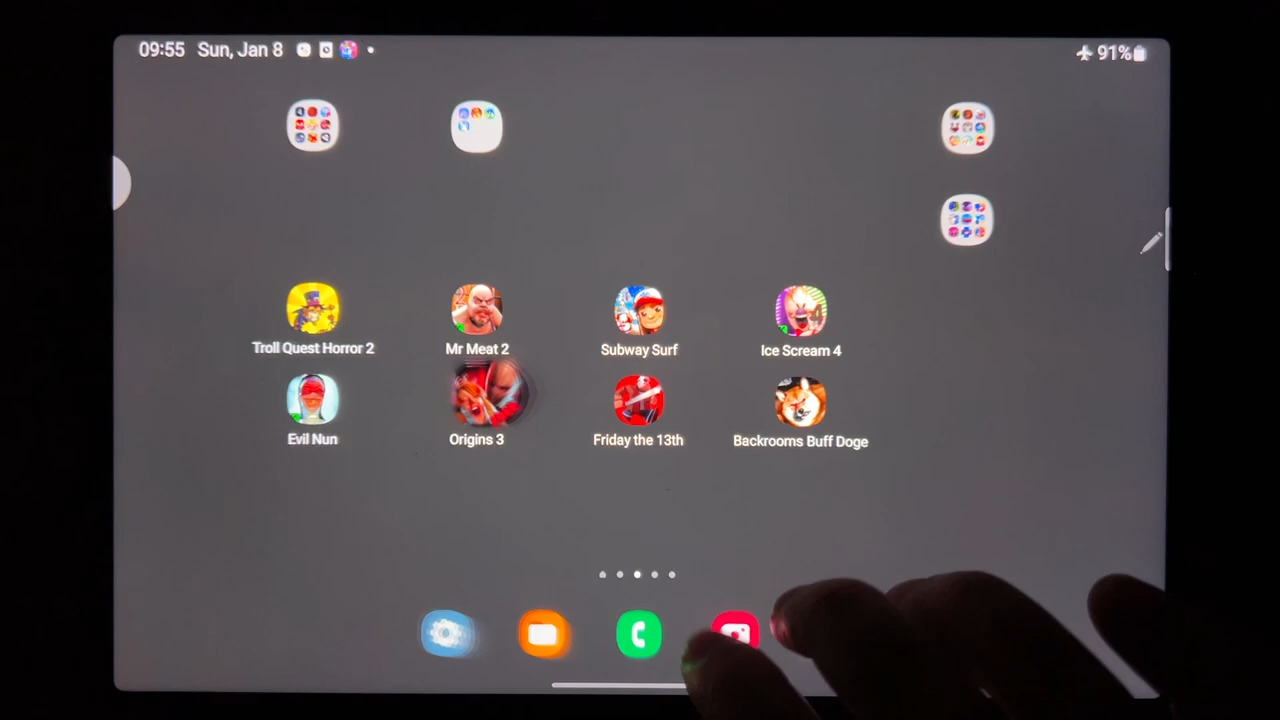 09:55 Sun, Jan 8
91%
Troll Quest Horror 2
Mr Meat 2
Subway Surf
Ice Scream 4
Evil Nun
Origins 3
Friday the 13th
Backrooms Buff Doge